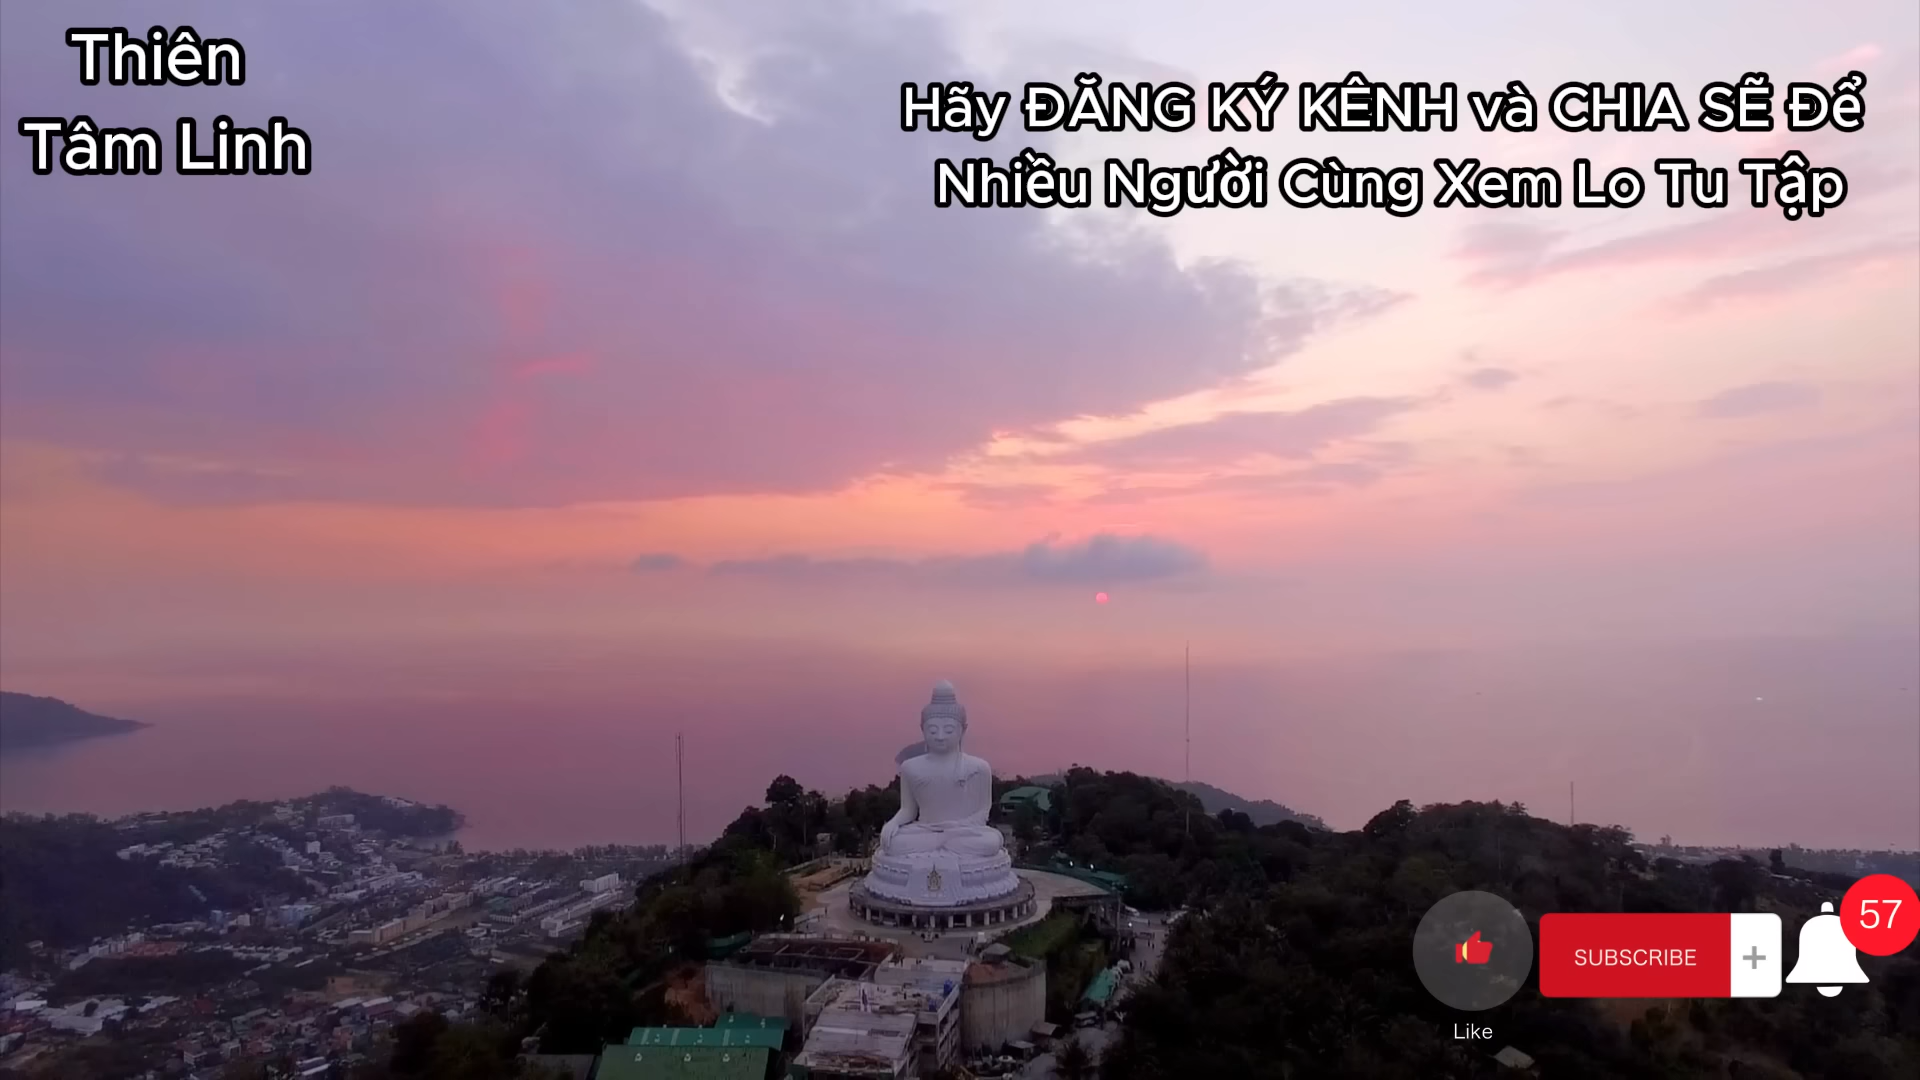 Thiên
Tâm Linh
Hãy ĐĂNG KÝ KÊNH và CHIA SẼ Để
Nhiều Người Cùng Xem Lo Tu Tập
57
SUBSCRIBE +
Like